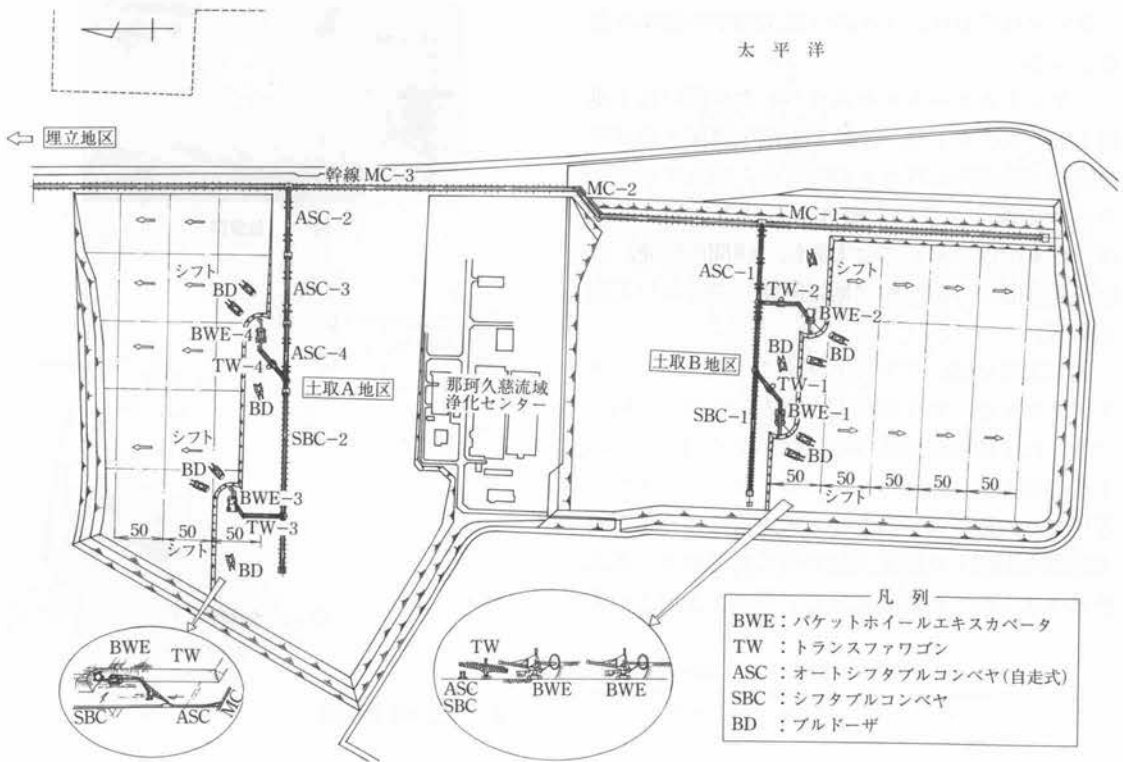 太平洋
埋立地区
幹線 MC-3
MC-2
MC-1
ASC-2
シフト
BD
ASC-3
BWE-4
ASC-4
TW-4
土取A地区
BD
SBC-2
シフト
BD
BWE-3
TW-3
50 50 50
シフト
BD
那珂久慈流域
浄化センター
ASC-1
シフト
TW-2
BWE-2
BD
BD
土取B地区
TW-1
SBC-1
BWE-1
BD
50 50 50 50 50
シフト
BWE
TW
SBC
ASC
MC
TW
ASC
SBC
BWE
BWE
凡列
BWE：バケットホイールエキスカベータ
TW：トランスファワゴン
ASC：オートシフタブルコンベヤ(自走式)
SBC：シフタブルコンベヤ
BD：ブルドーザ